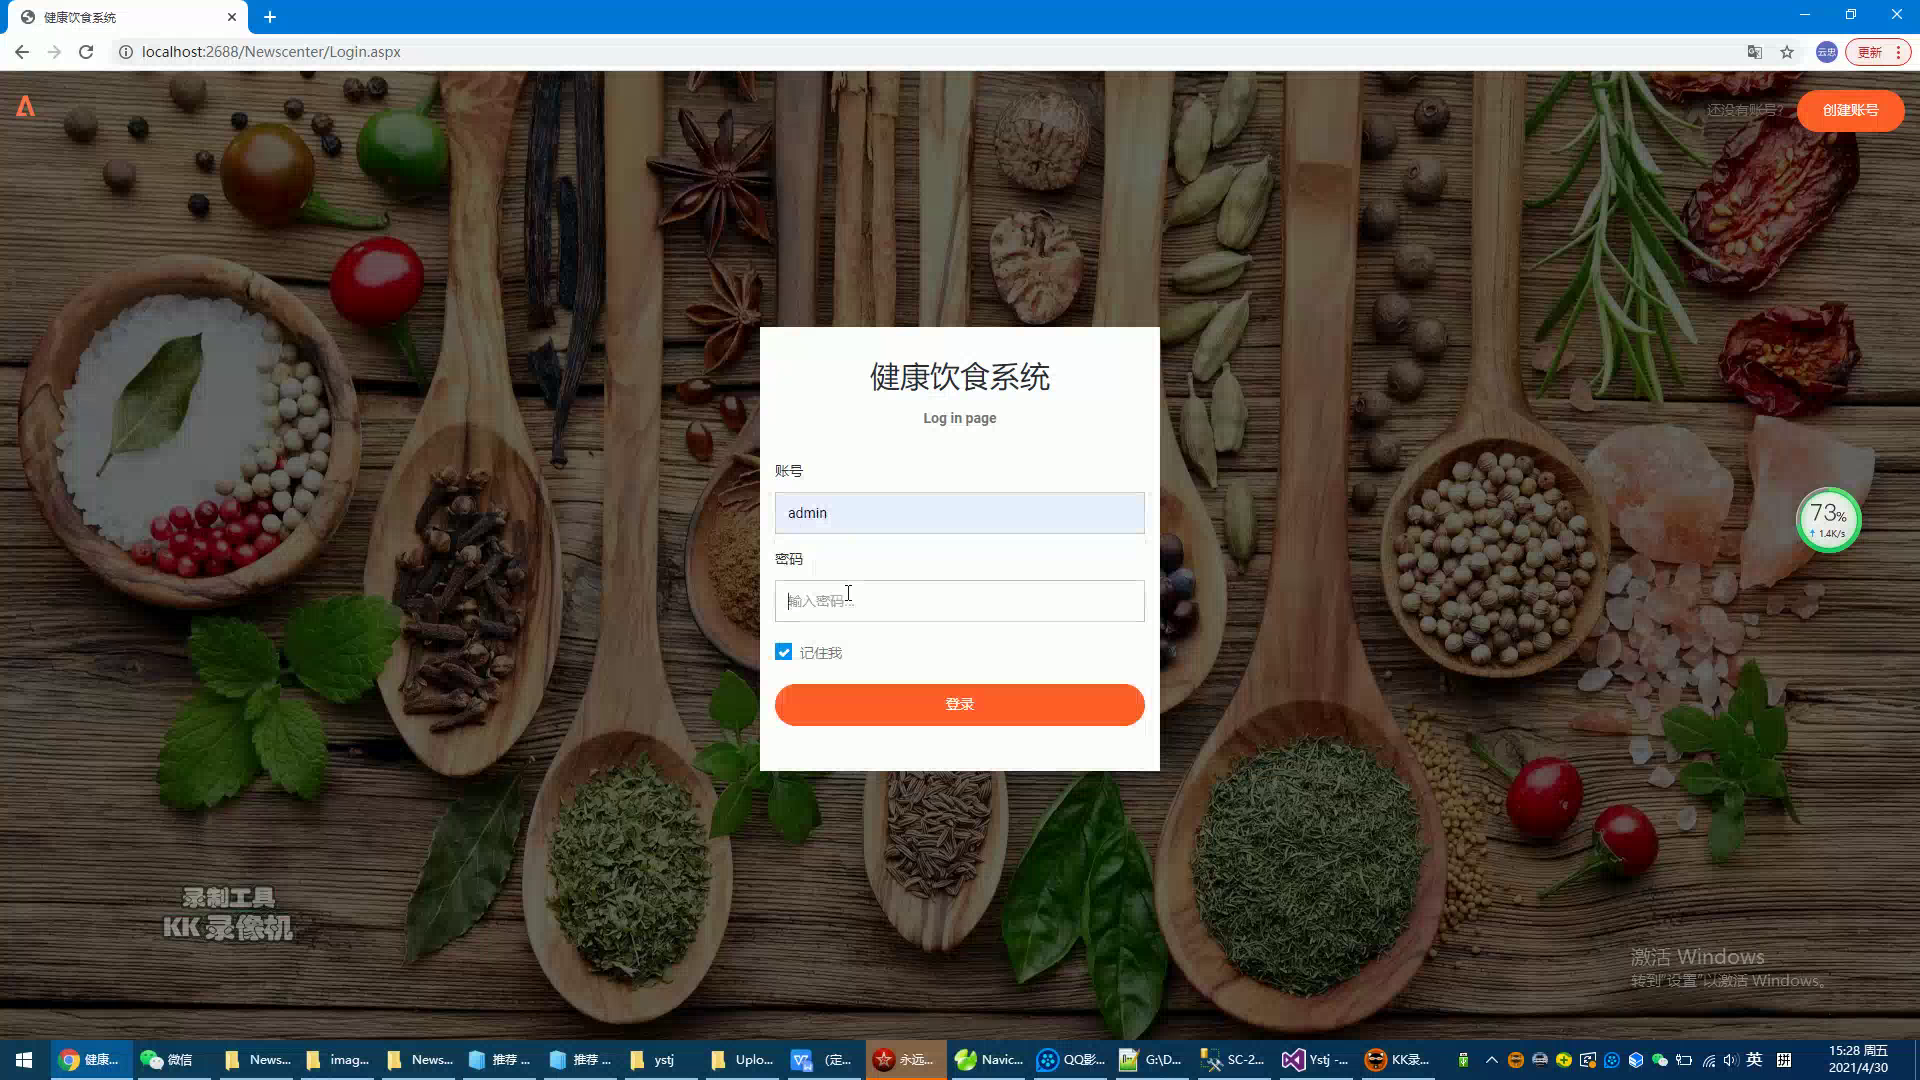 健康饮食系统
localhost:2688/Newscenter/Login.aspx
云忠
更新
还没有账号?
创建账号
健康饮食系统
Log in page
账号
admin
密码
输入密码...
记住我
登录
73%
1.4K/s
录制工具
KK 录像机
激活 Windows
转到"设置"以激活 Windows。
健康...
微信
News...
imag...
News...
推荐 ...
推荐 ...
ystj
Uplo...
(定...
永远...
Navic...
QQ影...
G:\D...
SC-2...
Ystj -...
KK录...
英
拼
15:28 周五
2021/4/30